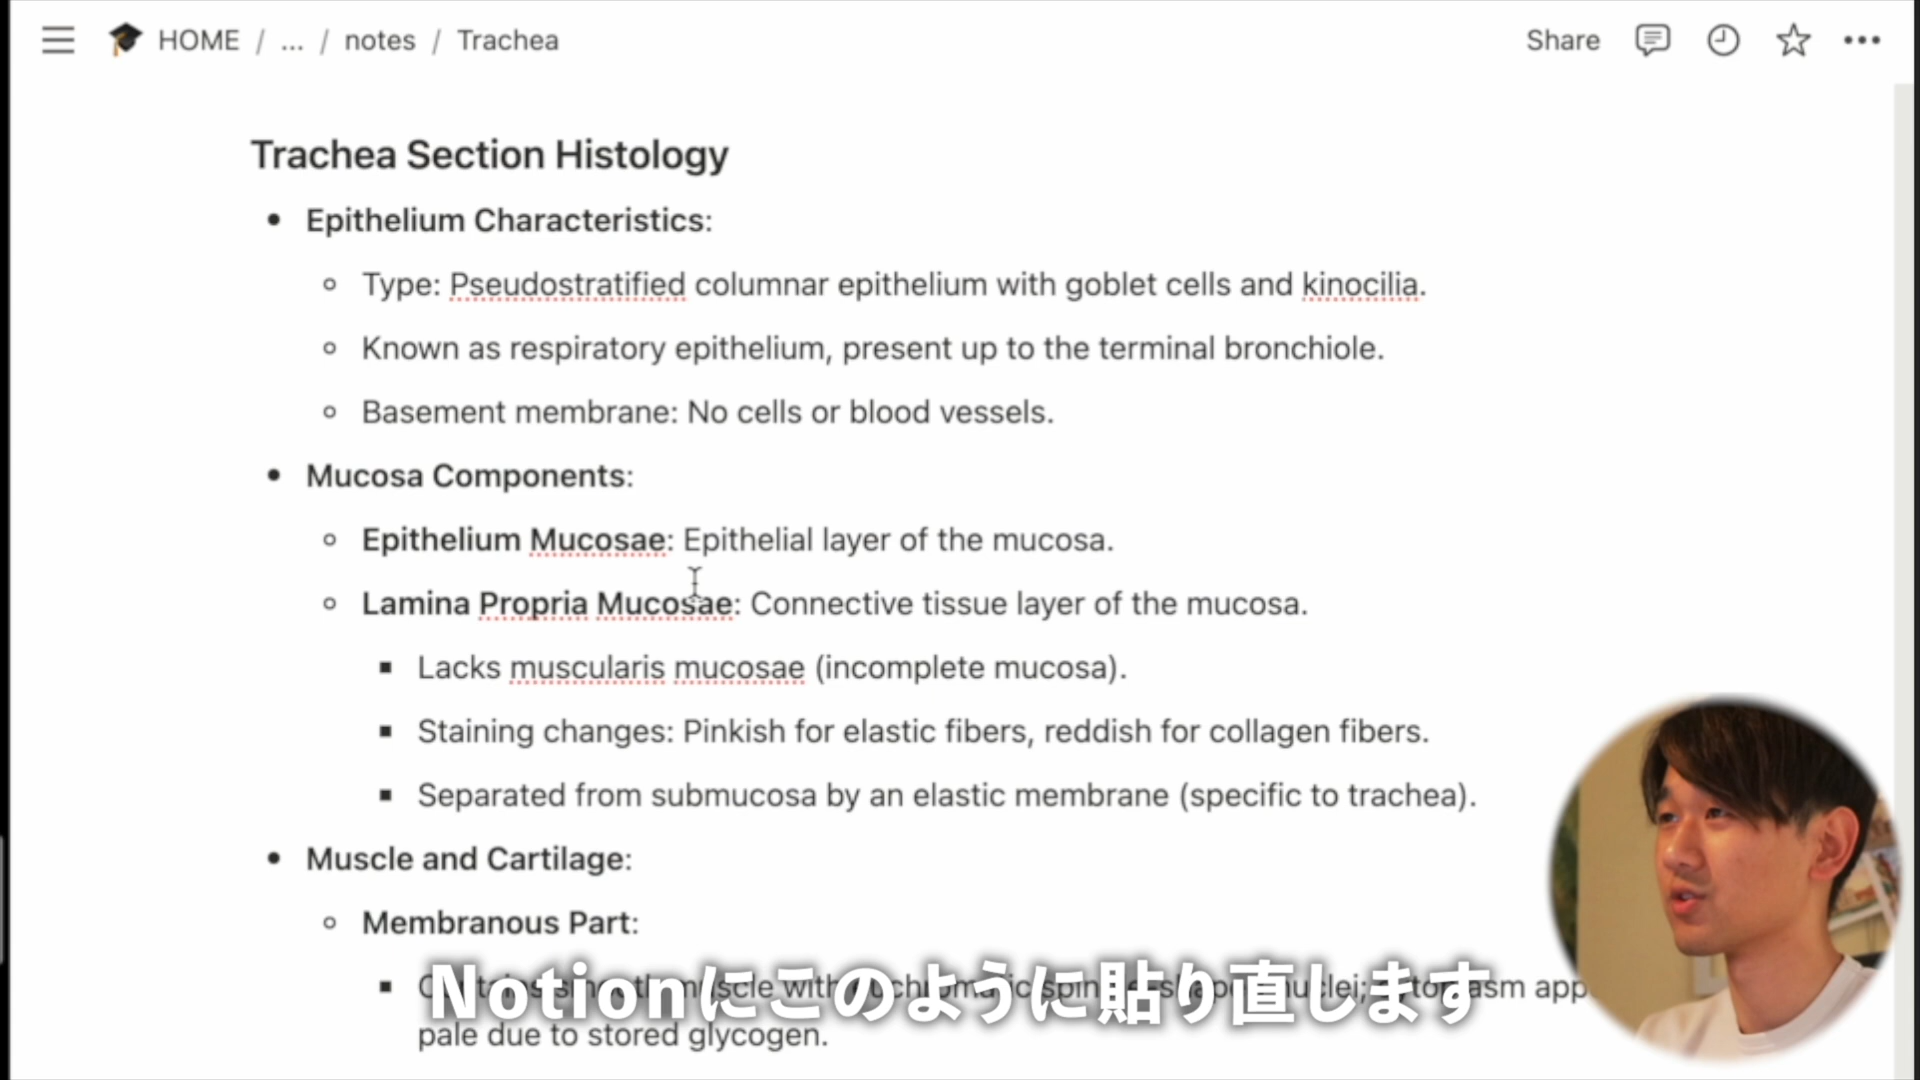 HOME / ... / notes / Trachea
Share
Trachea Section Histology
• Epithelium Characteristics:
Type: Pseudostratified columnar epithelium with goblet cells and kinocilia.
Known as respiratory epithelium, present up to the terminal bronchiole.
Basement membrane: No cells or blood vessels.
• Mucosa Components:
Epithelium Mucosae: Epithelial layer of the mucosa.
Lamina Propria Mucosae: Connective tissue layer of the mucosa.
Lacks muscularis mucosae (incomplete mucosa).
Staining changes: Pinkish for elastic fibers, reddish for collagen fibers.
Separated from submucosa by an elastic membrane (specific to trachea).
• Muscle and Cartilage:
Membranous Part:
muscle with
pale due to stored glycogen.
Notionにこのように貼り直します